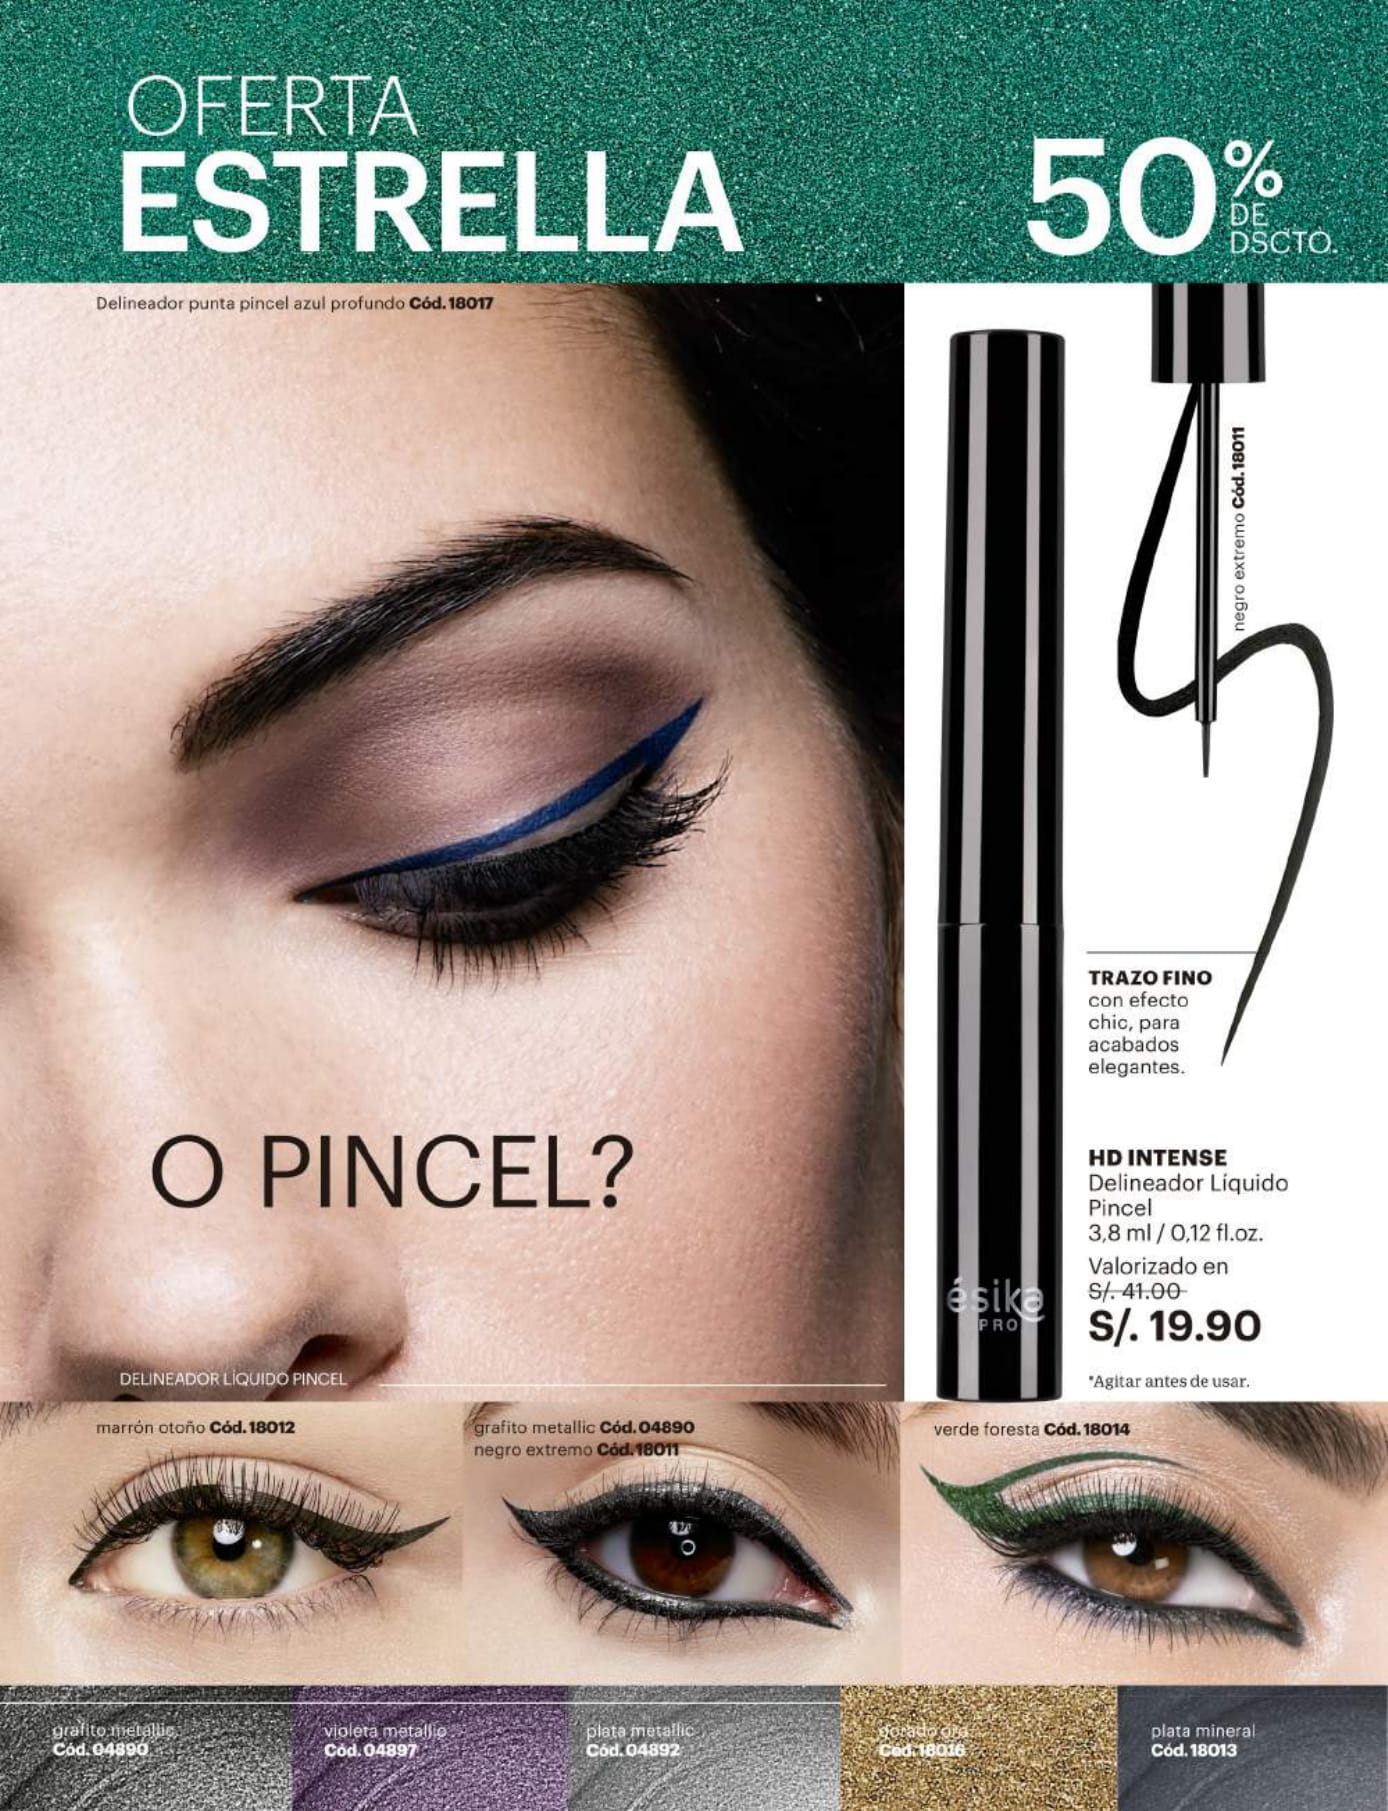 OFERTA
ESTRELLA
50%
DE
DSCTO.
Delineador punta pincel azul profundo Cód. 18017
negro extremo Cód. 18011
TRAZO FINO
con efecto
chic, para
acabados
elegantes.
O PINCEL?
HD INTENSE
Delineador Líquido
Pincel
3,8 ml / 0,12 fl.oz.
Valorizado en
S/. 41.00
S/. 19.90
*Agitar antes de usar.
ésika
PRO
DELINEADOR LÍQUIDO PINCEL
marrón otoño Cód. 18012
grafito metallic Cód. 04890
negro extremo Cód. 18011
verde foresta Cód. 18014
grafito metallic
Cód. 04890
violeta metallic
Cód. 04897
plata metallic
Cód. 04892
dorado oro
Cód. 18016
plata mineral
Cód. 18013